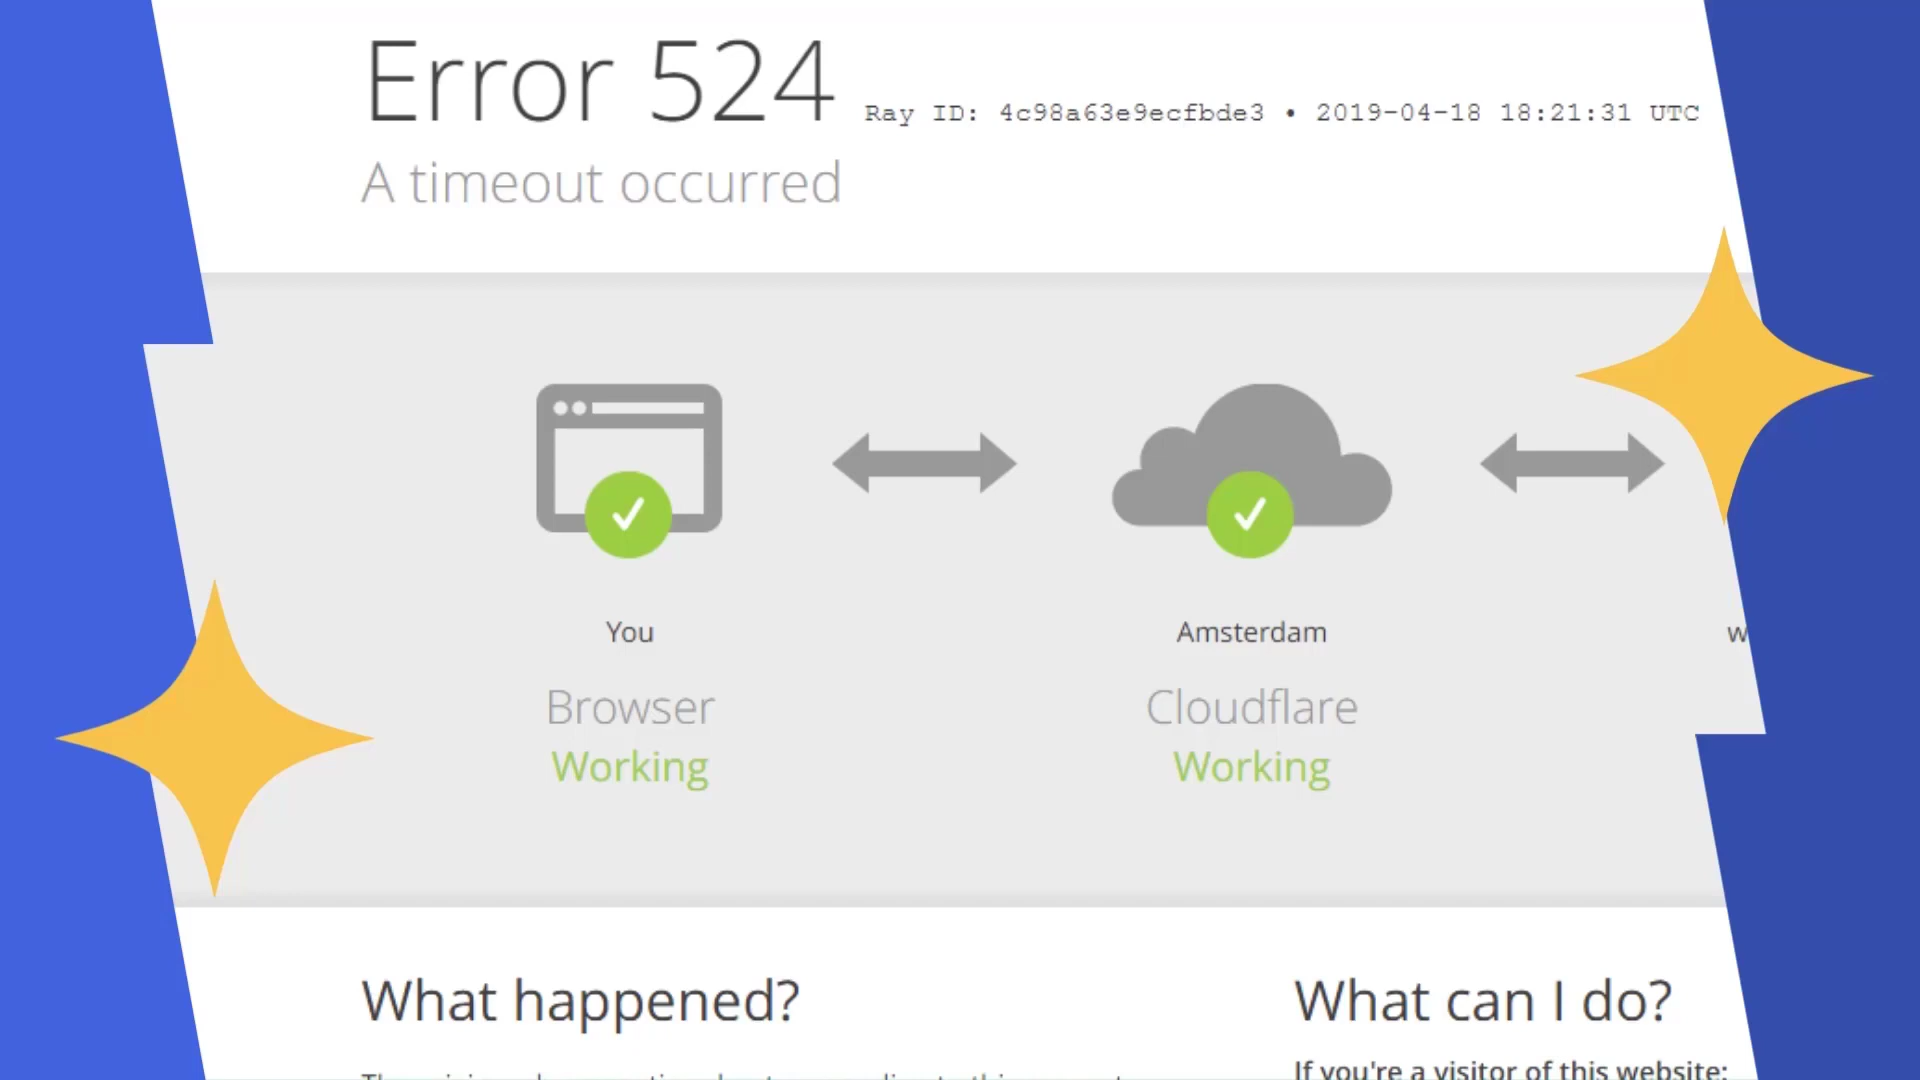 Error 524 Ray ID: 4c98a63e9ecfbde3 • 2019-04-18 18:21:31 UTC
A timeout occurred
You
Amsterdam
Browser
Cloudflare
Working
Working
What happened?
What can I do?
If you're a visitor of this website: